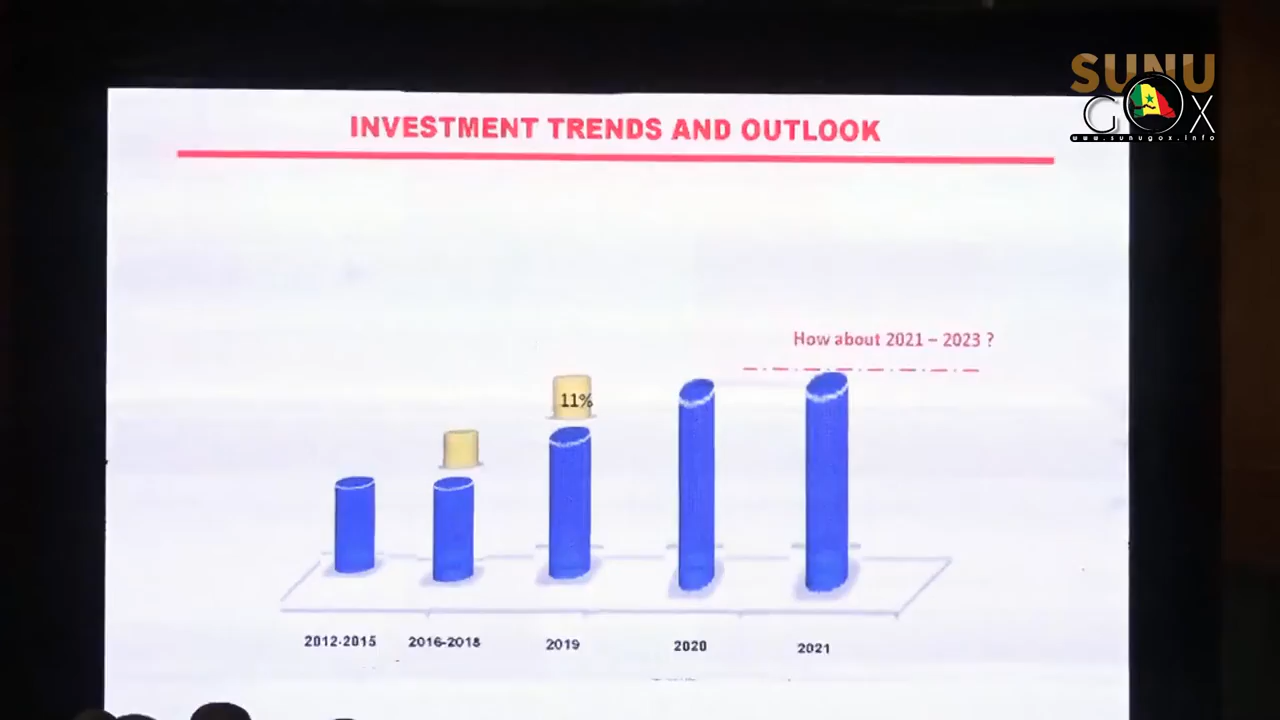 SUNU
GOX
www.sunugox.info
INVESTMENT TRENDS AND OUTLOOK
How about 2021 – 2023 ?
11%
2012-2015 2016-2018 2019 2020 2021